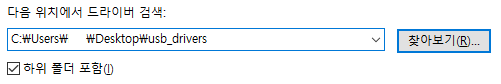 다음 위치에서 드라이버 검색:
C:₩Users₩ ₩Desktop₩usb_drivers
찾아보기(R)...
하위 폴더 포함(I)